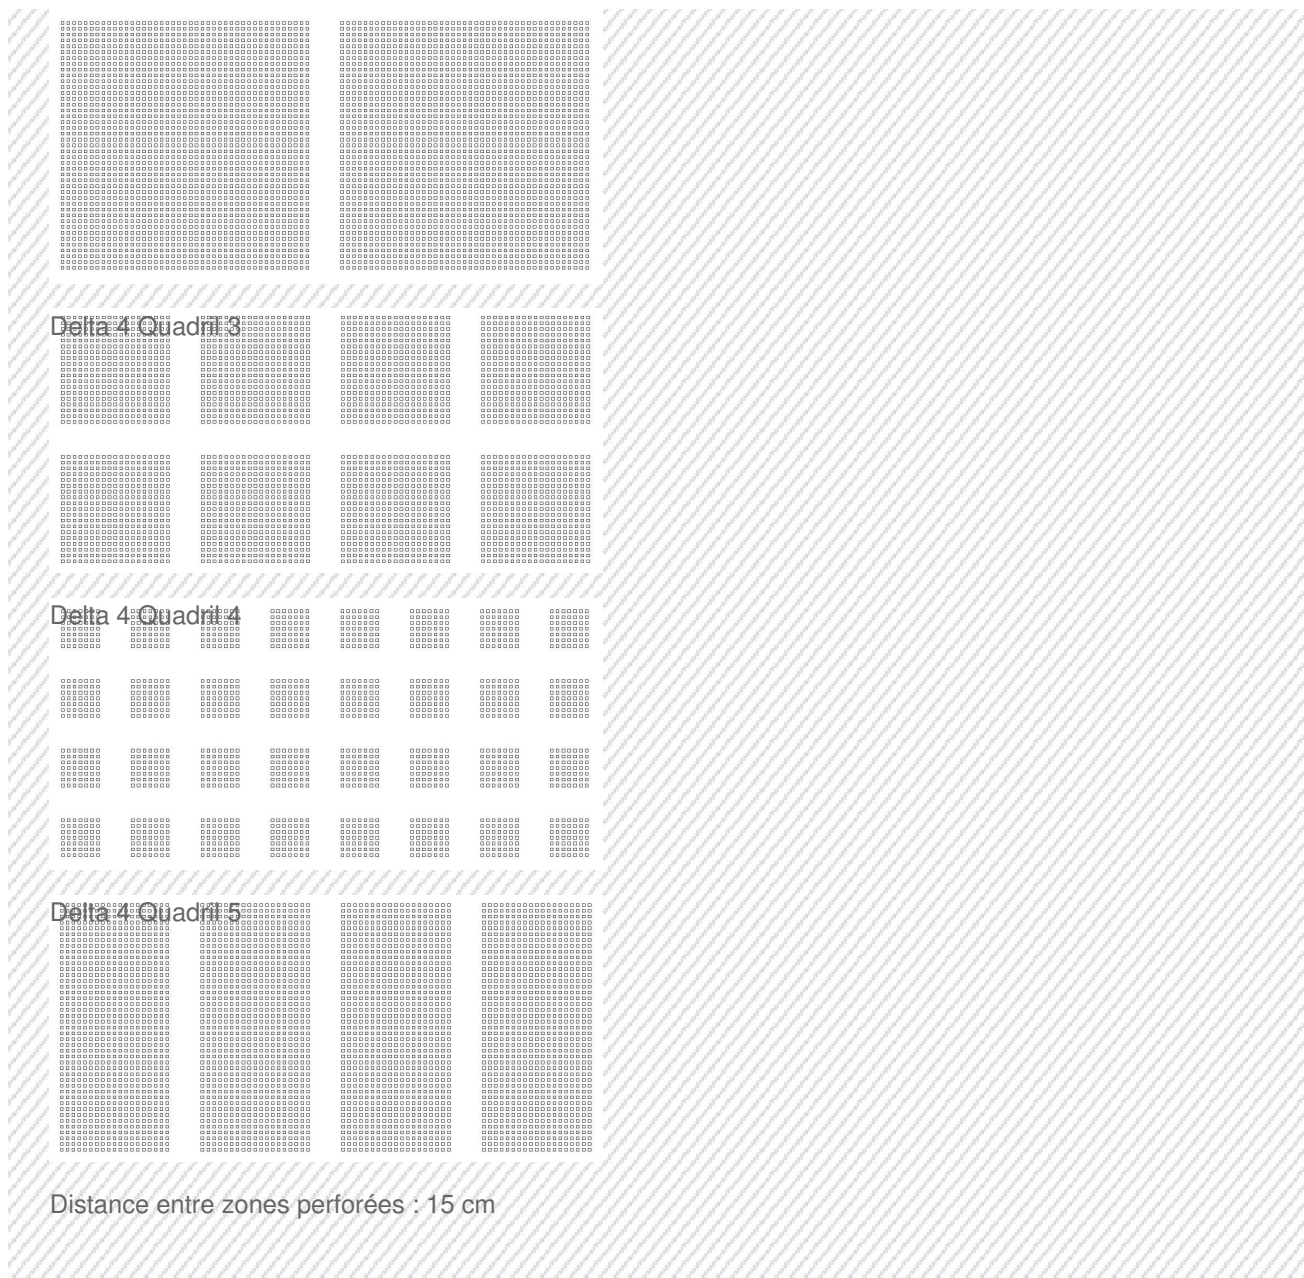 Delta 4 Quadril 3
Delta 4 Quadril 4
Delta 4 Quadril 5
Distance entre zones perforées : 15 cm